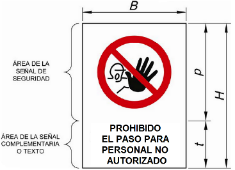 B
ÁREA DE LA
SEÑAL DE
SEGURIDAD
p
H
ÁREA DE LA SEÑAL
COMPLEMENTARIA
O TEXTO
PROHIBIDO
EL PASO PARA
PERSONAL NO
AUTORIZADO
t